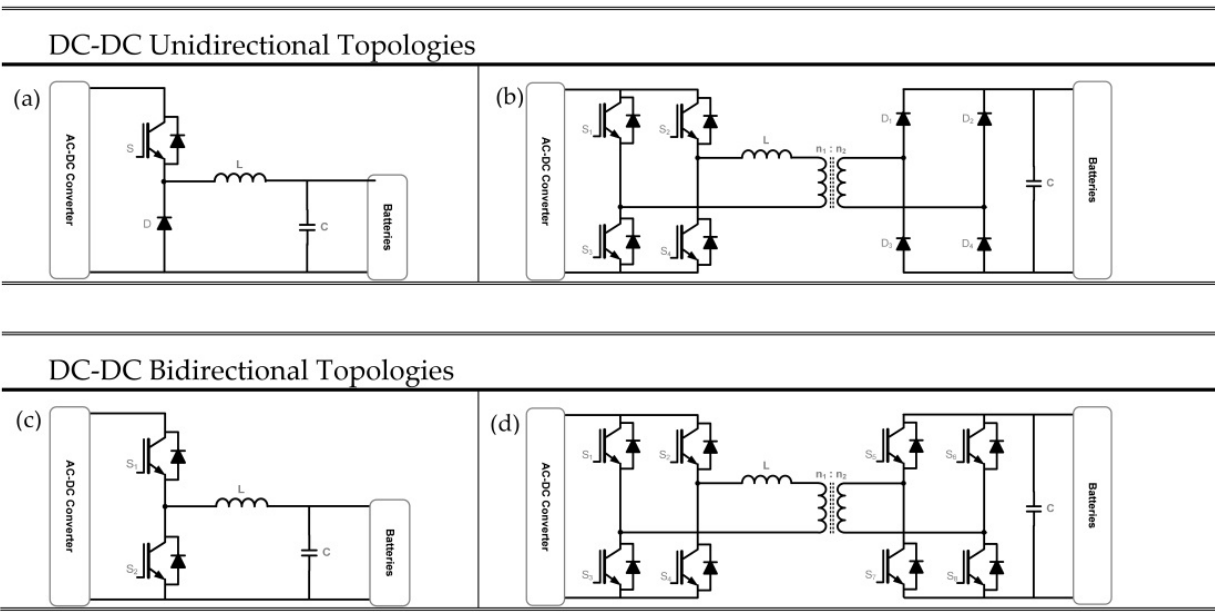 DC-DC Unidirectional Topologies
(a)
AC-DC Converter
S
D
L
C
Batteries
(b)
AC-DC Converter
S1
S2
S3
S4
L
n1 : n2
D1
D2
D3
D4
C
Batteries
DC-DC Bidirectional Topologies
(c)
AC-DC Converter
S1
S2
L
C
Batteries
(d)
AC-DC Converter
S1
S2
S3
S4
L
n1 : n2
S5
S6
S7
S8
C
Batteries